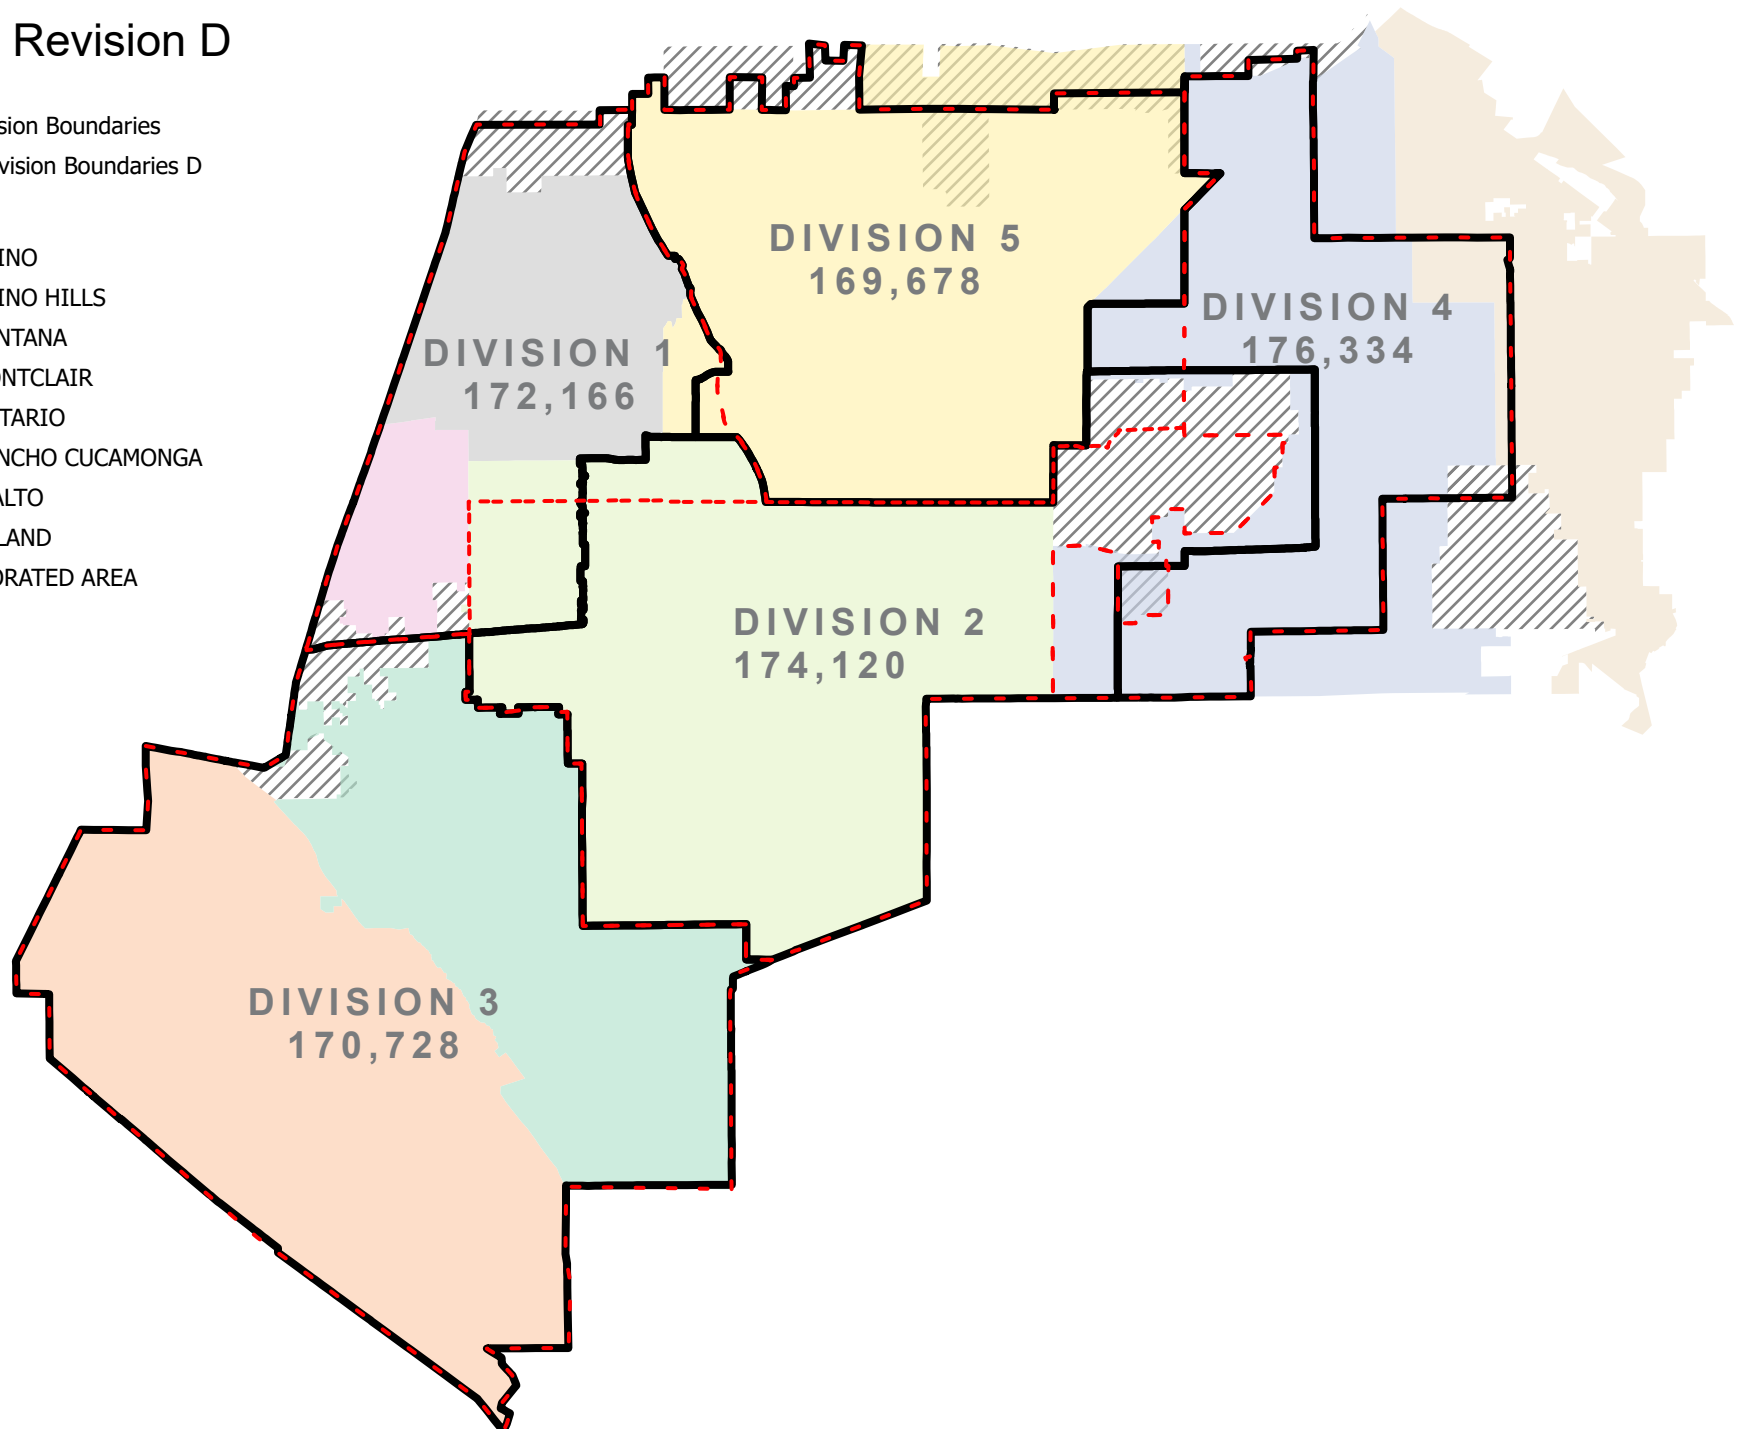 Revision D
sion Boundaries
vision Boundaries D
INO
INO HILLS
NTANA
ONTCLAIR
TARIO
NCHO CUCAMONGA
ALTO
LAND
ORATED AREA
DIVISION 5
169,678
DIVISION 4
176,334
DIVISION 1
172,166
DIVISION 2
174,120
DIVISION 3
170,728